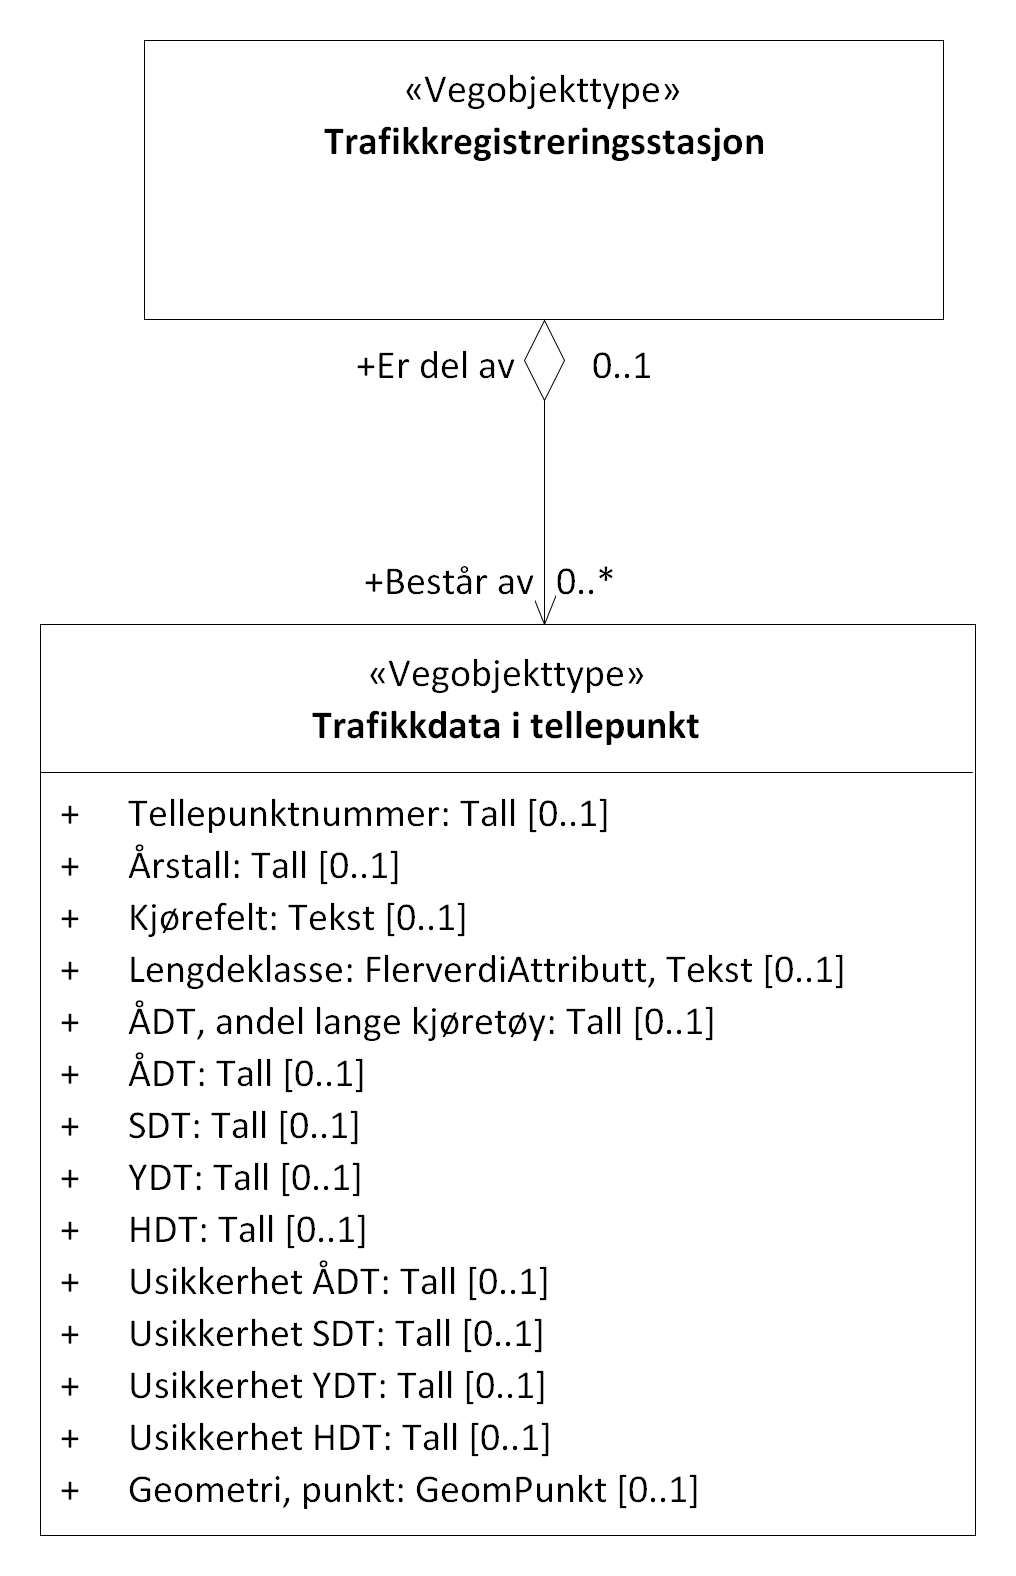 «Vegobjekttype»
Trafikkregistreringsstasjon
+Er del av 0..1
+Består av 0..*
«Vegobjekttype»
Trafikkdata i tellepunkt
+ Tellepunktnummer: Tall [0..1]
+ Årstall: Tall [0..1]
+ Kjørefelt: Tekst [0..1]
+ Lengdeklasse: FlerverdiAttributt, Tekst [0..1]
+ ÅDT, andel lange kjøretøy: Tall [0..1]
+ ÅDT: Tall [0..1]
+ SDT: Tall [0..1]
+ YDT: Tall [0..1]
+ HDT: Tall [0..1]
+ Usikkerhet ÅDT: Tall [0..1]
+ Usikkerhet SDT: Tall [0..1]
+ Usikkerhet YDT: Tall [0..1]
+ Usikkerhet HDT: Tall [0..1]
+ Geometri, punkt: GeomPunkt [0..1]